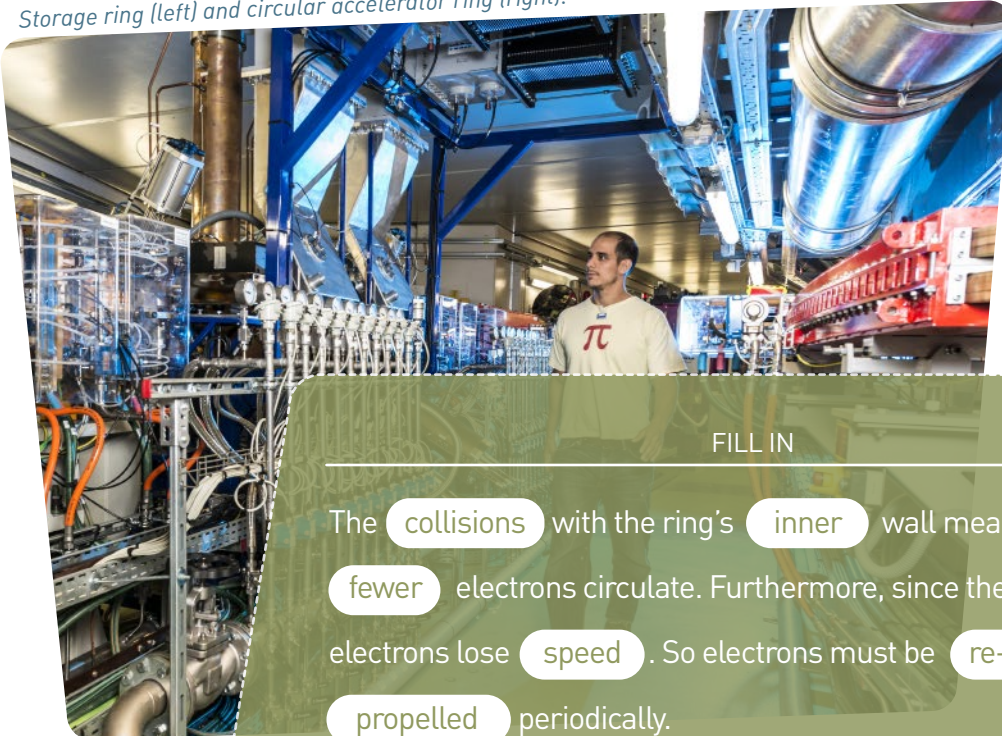 Storage ring (left) and circular accelerator ring (right).
π
FILL IN
The collisions with the ring's inner wall mea
fewer electrons circulate. Furthermore, since the
electrons lose speed . So electrons must be re-
propelled periodically.